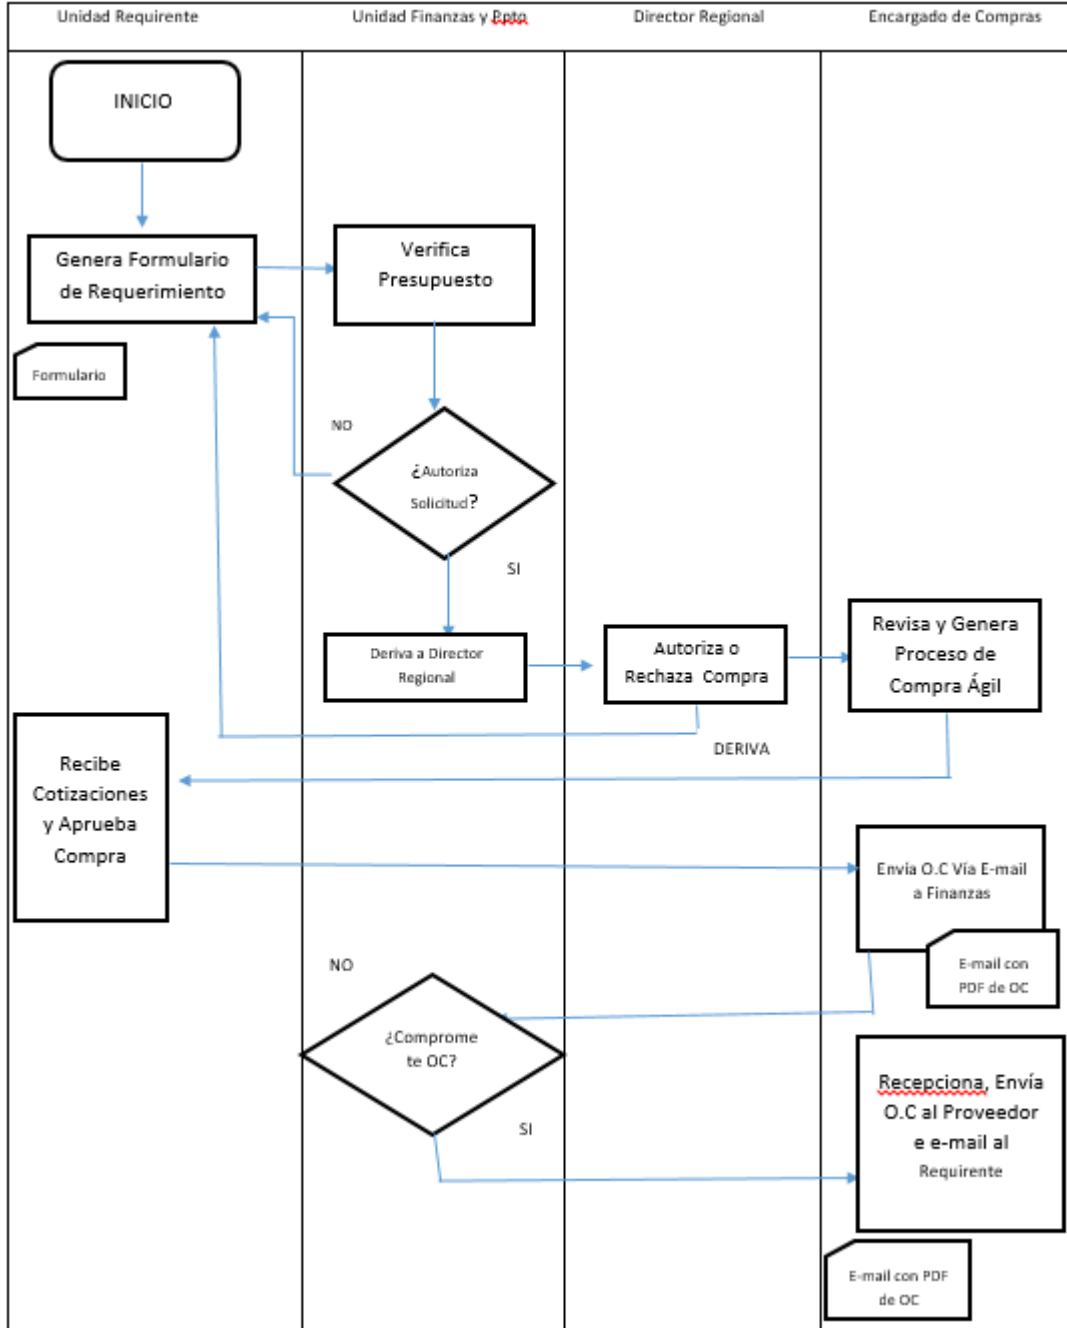 Unidad Requirente
Unidad Finanzas y Ppto
Director Regional
Encargado de Compras
INICIO
Genera Formulario
de Requerimiento
Verifica
Presupuesto
Formulario
NO
¿Autoriza
Solicitud?
SI
Deriva a Director
Regional
Autoriza o
Rechaza Compra
Revisa y Genera
Proceso de
Compra Ágil
DERIVA
Recibe
Cotizaciones
y Aprueba
Compra
Envía O.C Vía E-mail
a Finanzas
E-mail con
PDF de OC
NO
¿Comprome
te OC?
SI
Recepciona, Envía
O.C al Proveedor
e e-mail al
Requirente
E-mail con PDF
de OC